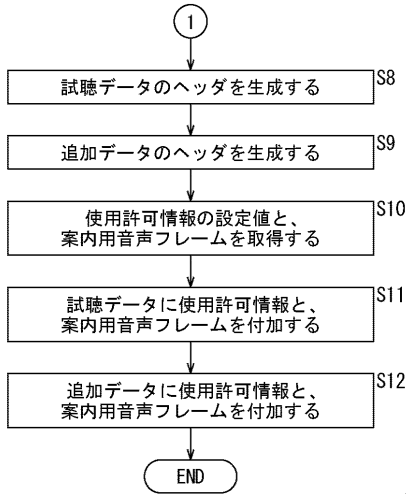 1
試聴データのヘッダを生成する
S8
追加データのヘッダを生成する
S9
使用許可情報の設定値と、
案内用音声フレームを取得する
S10
試聴データに使用許可情報と、
案内用音声フレームを付加する
S11
追加データに使用許可情報と、
案内用音声フレームを付加する
S12
END